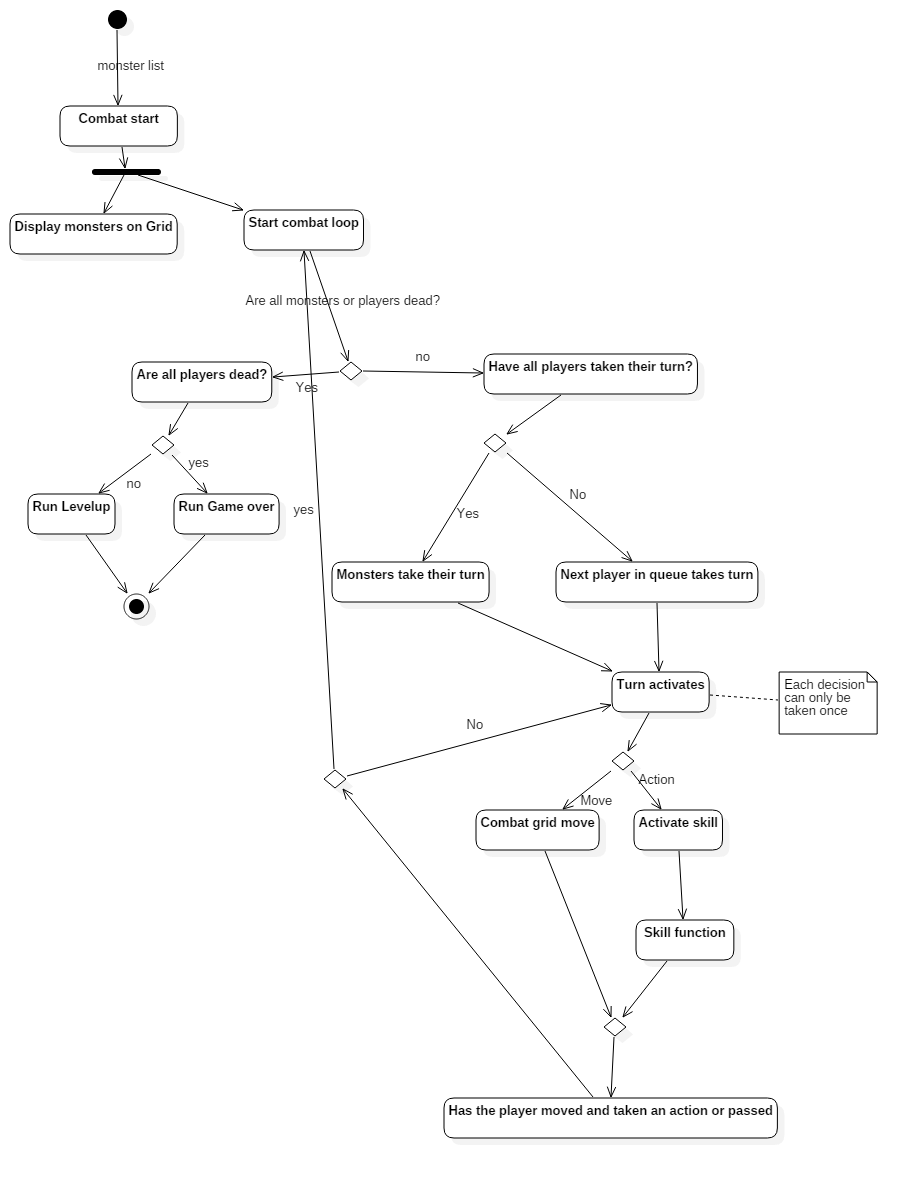 monster list
Combat start
Display monsters on Grid
Start combat loop
Are all monsters or players dead?
no
Have all players taken their turn?
Are all players dead?
Yes
yes
no
No
Run Levelup
Run Game over
yes
Yes
Monsters take their turn
Next player in queue takes turn
Turn activates
Each decision
can only be
taken once
No
Action
Move
Combat grid move
Activate skill
Skill function
Has the player moved and taken an action or passed